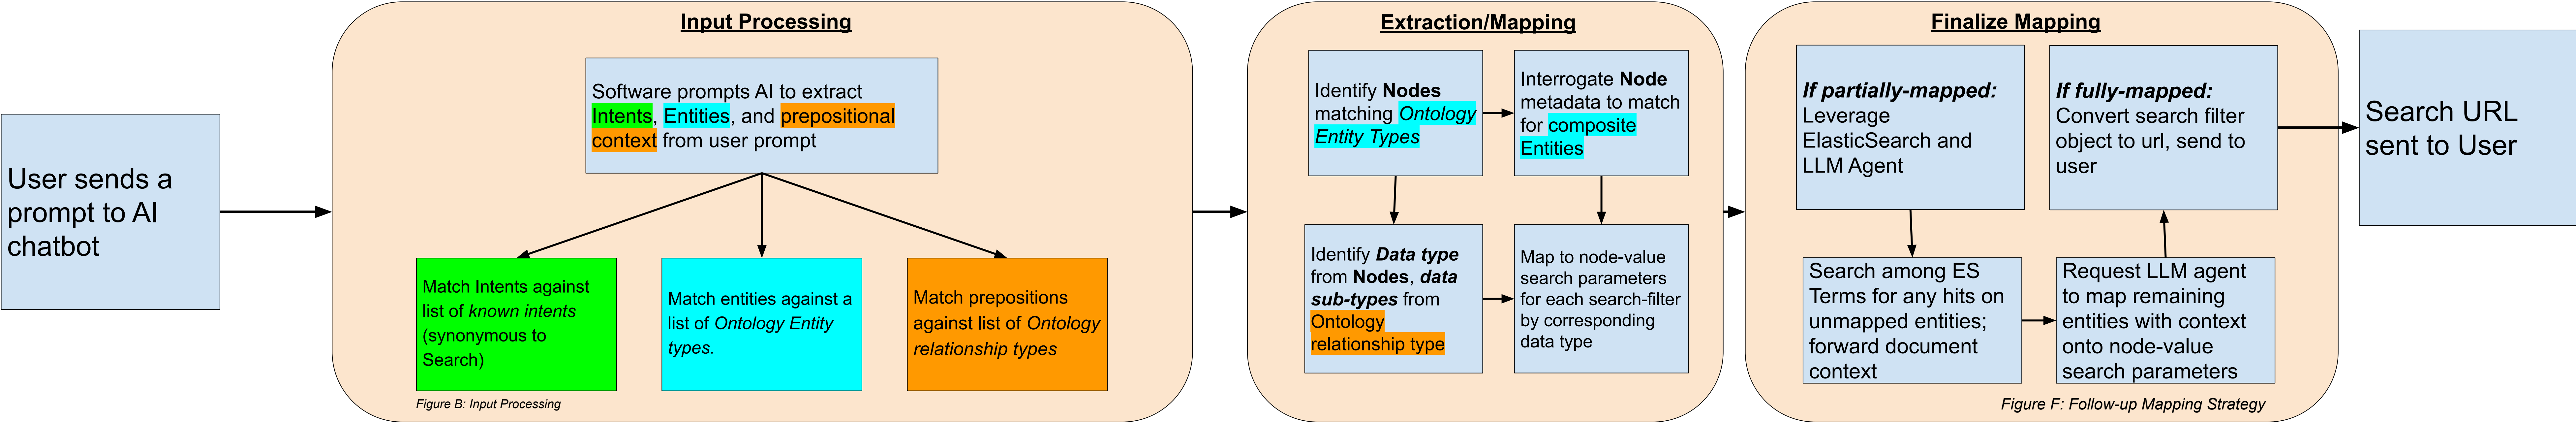 User sends a
prompt to AI
chatbot
Input Processing
Software prompts AI to extract
Intents, Entities, and prepositional
context from user prompt
Match Intents against
list of known intents
(synonymous to
Search)
Match entities against a
list of Ontology Entity
types.
Match prepositions
against list of Ontology
relationship types
Figure B: Input Processing
Extraction/Mapping
Identify Nodes
matching Ontology
Entity Types
Interrogate Node
metadata to match
for composite
Entities
Identify Data type
from Nodes, data
sub-types from
Ontology
relationship type
Map to node-value
search parameters
for each search-filter
by corresponding
data type
Finalize Mapping
If partially-mapped:
Leverage
ElasticSearch and
LLM Agent
If fully-mapped:
Convert search filter
object to url, send to
user
Search among ES
Terms for any hits on
unmapped entities;
forward document
context
Request LLM agent
to map remaining
entities with context
onto node-value
search parameters
Figure F: Follow-up Mapping Strategy
Search URL
sent to User